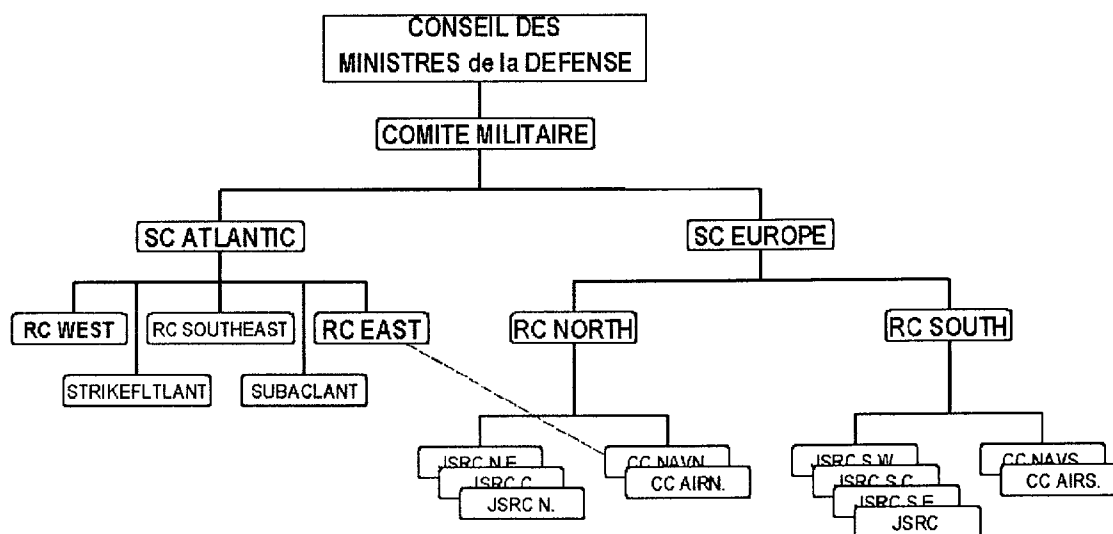 CONSEIL DES
MINISTRES de la DEFENSE
COMITE MILITAIRE
SC ATLANTIC
SC EUROPE
RC WEST
RC SOUTHEAST
RC EAST
RC NORTH
RC SOUTH
STRIKEFLTLANT
SUBACLANT
JSRC N.E.
JSRC C.
JSRC N.
CC NAVN.
CC AIRN.
JSRC S.W.
JSRC S.C.
JSRC S.E.
JSRC
CC NAVS.
CC AIRS.